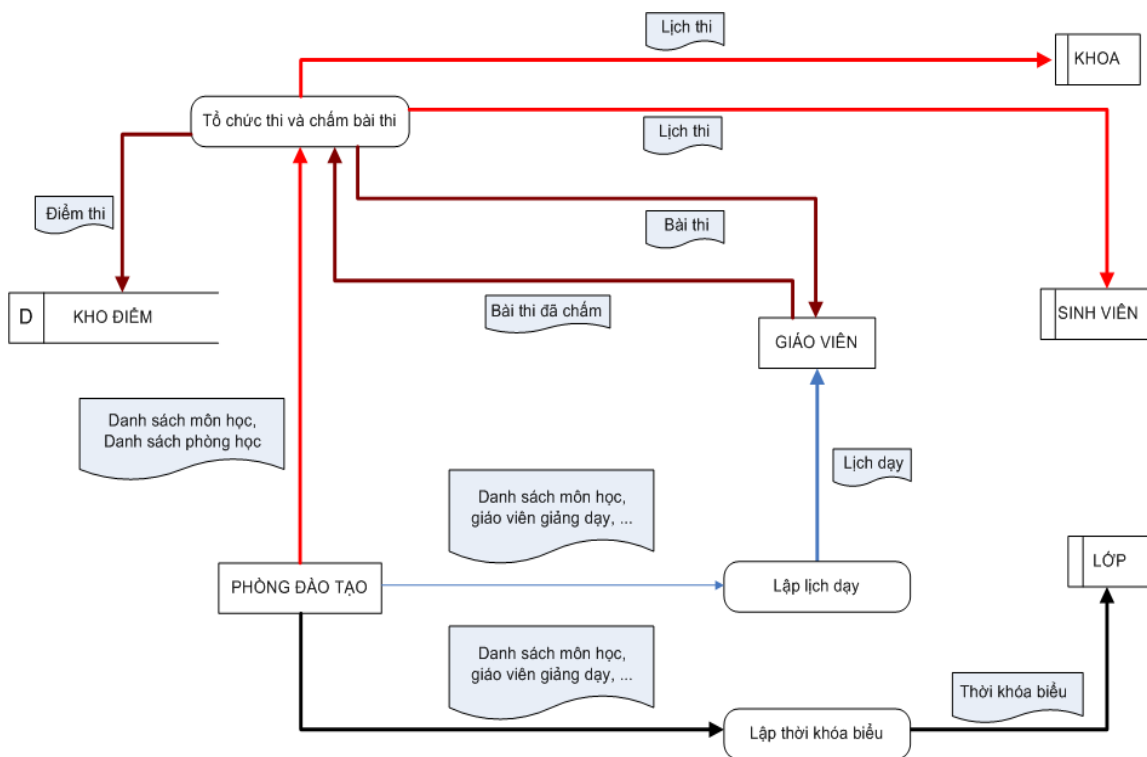 Lịch thi
KHOA
Tổ chức thi và chấm bài thi
Lịch thi
Điểm thi
Bài thi
D
KHO ĐIỂM
Bài thi đã chấm
SINH VIÊN
GIÁO VIÊN
Danh sách môn học,
Danh sách phòng học
Lịch dạy
Danh sách môn học,
giáo viên giảng dạy, ...
LỚP
PHÒNG ĐÀO TẠO
Lập lịch dạy
Danh sách môn học,
giáo viên giảng dạy, ...
Thời khóa biểu
Lập thời khóa biểu